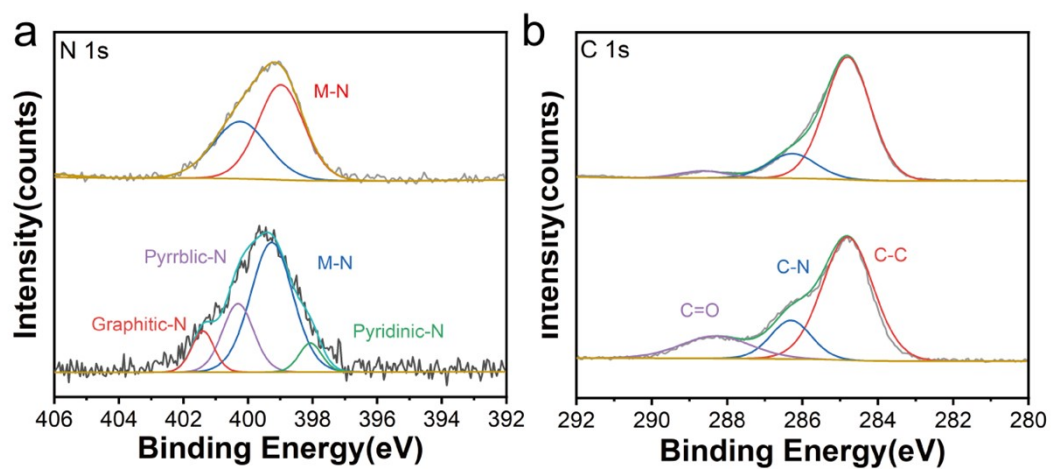 a
N 1s
M-N
Pyrrblic-N
M-N
Graphitic-N
Pyridinic-N
Intensity(counts)
406 404 402 400 398 396 394 392
Binding Energy(eV)
b
C 1s
C-N
C-C
C=O
Intensity(counts)
292 290 288 286 284 282 280
Binding Energy(eV)